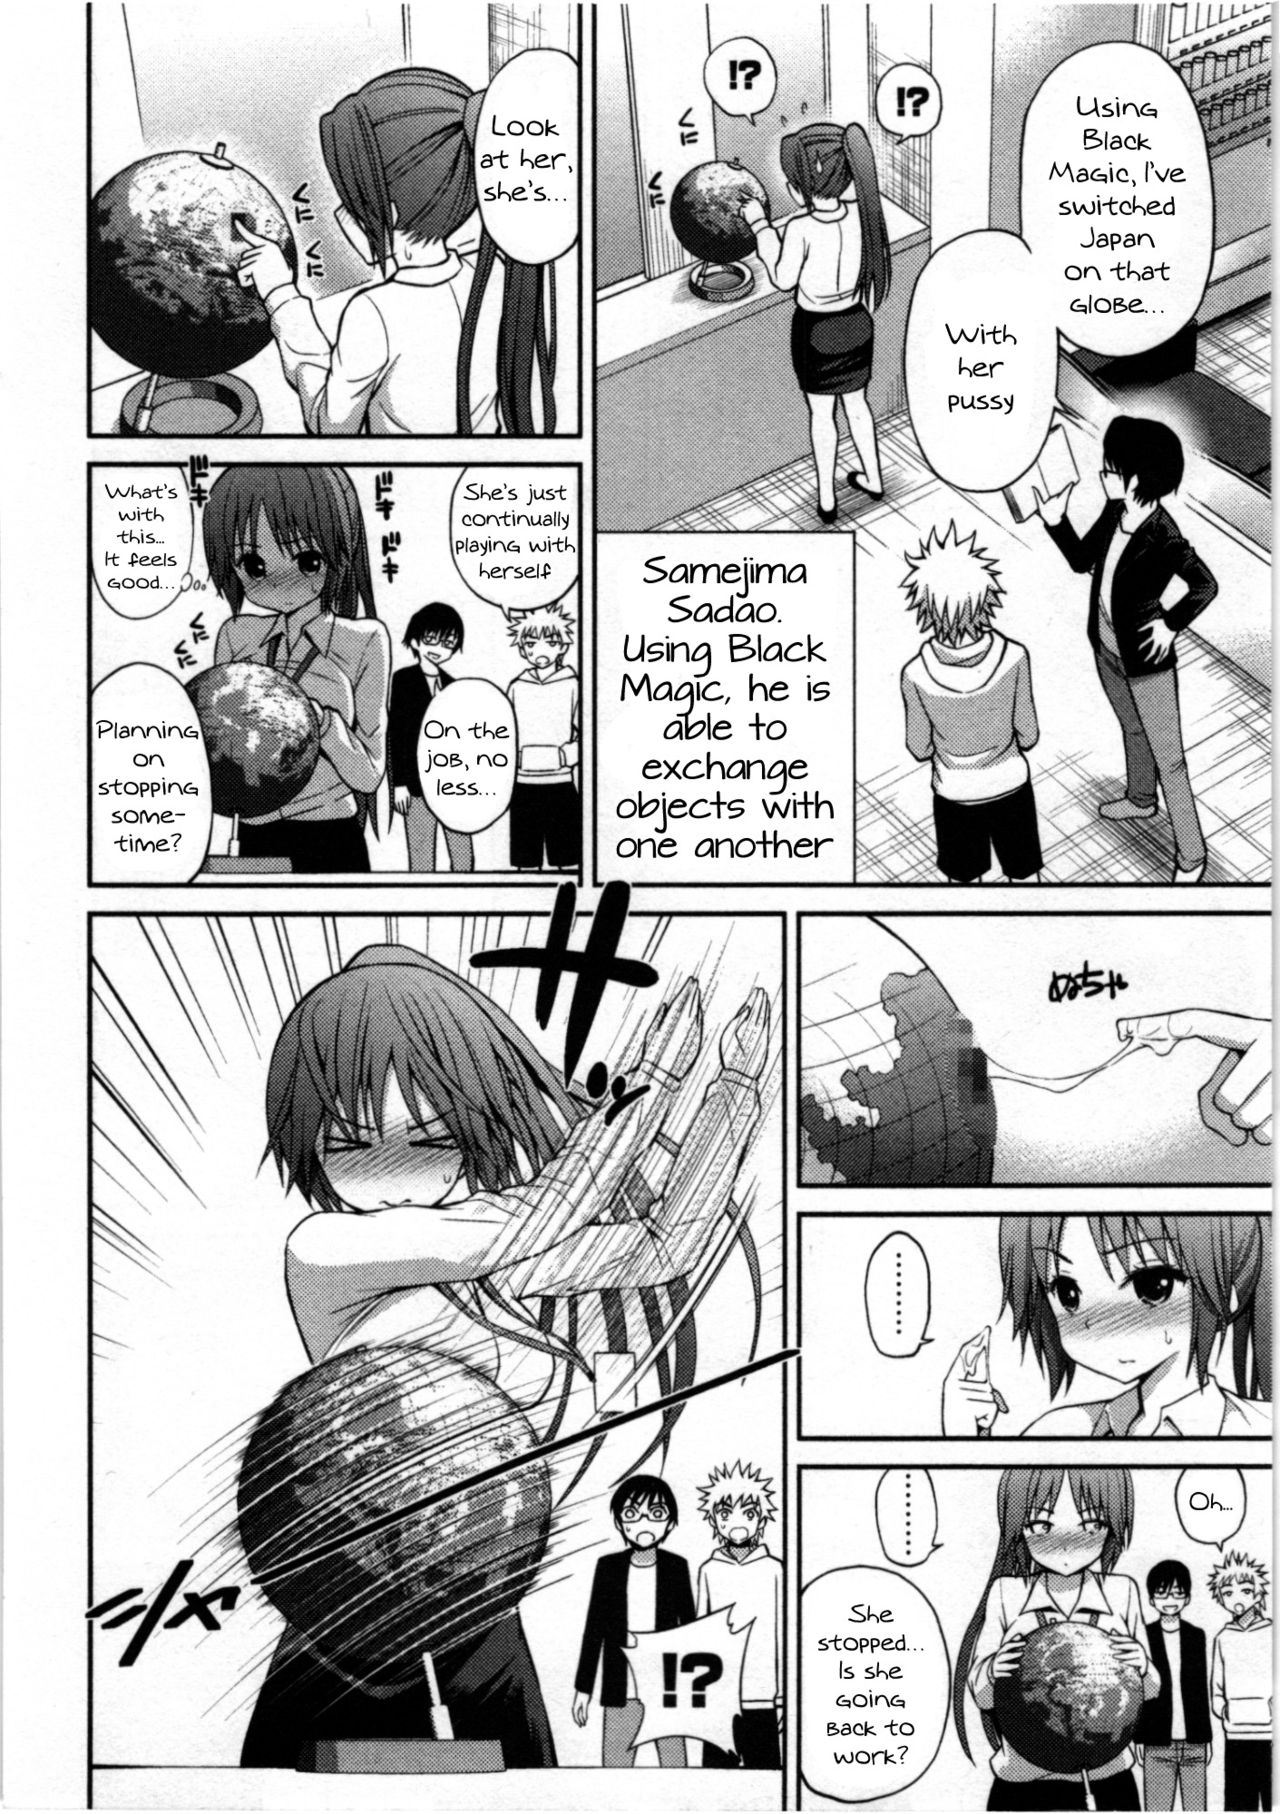 Using
Black
Magic, I've
switched
Japan
on that
globe...
With
her
pussy
!?
!?
くに
くに
Samejima
Sadao.
Using Black
Magic, he is
able to
exchange
objects with
one another
Look
at her,
she's...
くに
くに
She's just
continually
playing with
herself
What's
with
this...
It feels
good...
ドキ
ドキ
くに
On the
job, no
less...
Planning
on
stopping
some-
time?
ぬちゃ
.......
Oh...
.......
She
stopped...
Is she
going
back to
work?
サッ
!?
シャ